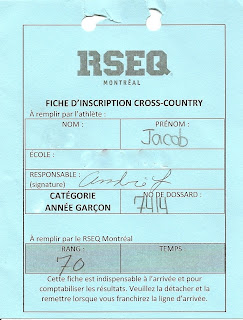 RSEQ
MONTRÉAL
FICHE D'INSCRIPTION CROSS-COUNTRY
À remplir par l'athlète :
NOM : PRÉNOM :
Jacob
ÉCOLE :
RESPONSABLE :
(signature)
CATÉGORIE NO DE DOSSARD :
ANNÉE GARÇON
À remplir par le RSEQ Montréal
RANG : TEMPS
70
Cette fiche est indispensable à l'arrivée et pour
comptabiliser les résultats. Veuillez la détacher et la
remettre lorsque vous franchirez la ligne d'arrivée.